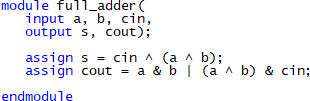 module full_adder(
input a, b, cin,
output s, cout);
assign s = cin ^ (a ^ b);
assign cout = a & b | (a ^ b) & cin;
endmodule